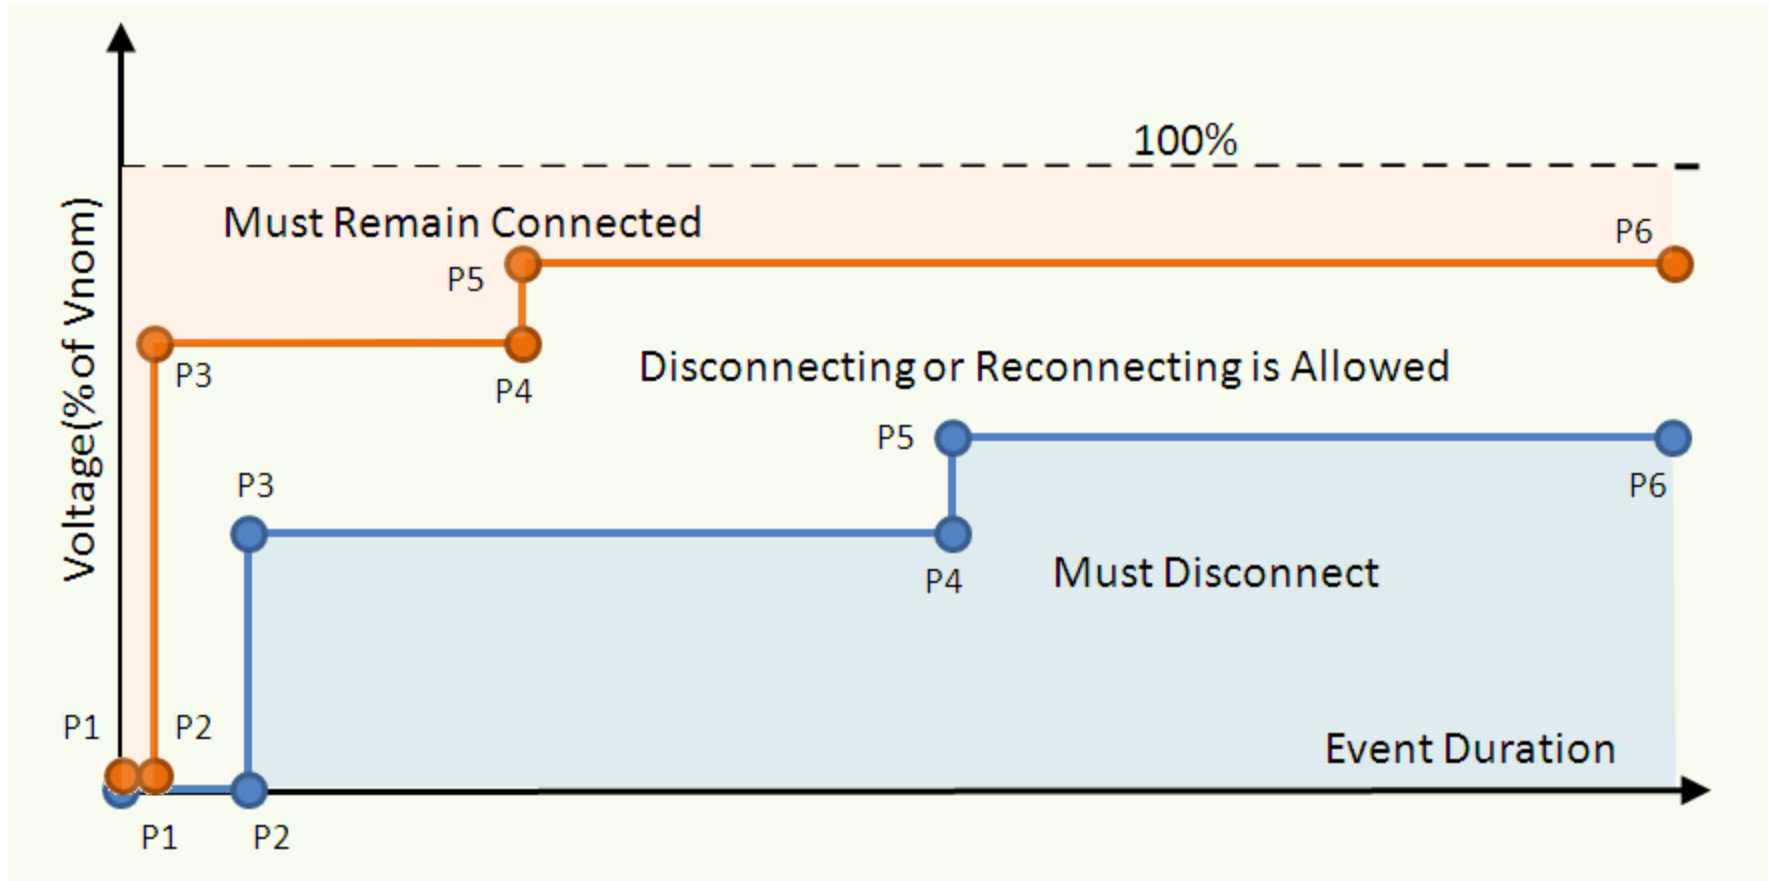 100%
Must Remain Connected
P6
P5
P3
P4
Disconnecting or Reconnecting is Allowed
P5
P3
P6
P4
Must Disconnect
Voltage(% of Vnom)
P1
P2
Event Duration
P1
P2